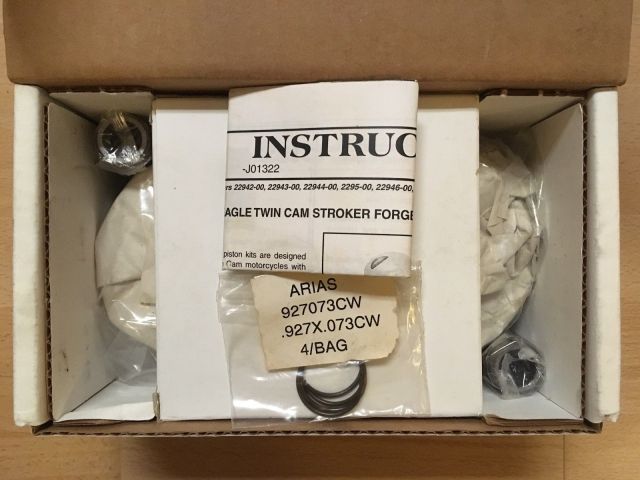 INSTRUC
-J01322
rs 22942-00, 22943-00, 22944-00, 2295-00, 22946-00,
AGLE TWIN CAM STROKER FORGE
piston kits are designed
Cam motorcycles with
ARIAS
927073CW
.927X.073CW
4/BAG